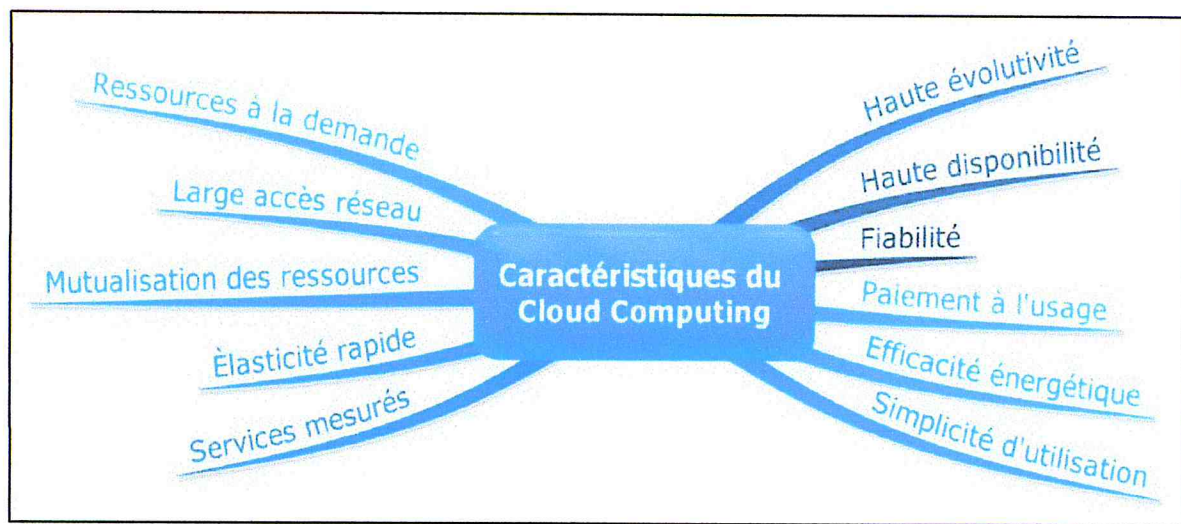 Ressources à la demande
Large accès réseau
Mutualisation des ressources
Èlasticité rapide
Services mesurés
Caractéristiques du
Cloud Computing
Haute évolutivité
Haute disponibilité
Fiabilité
Paiement à l'usage
Efficacité énergétique
Simplicité d'utilisation